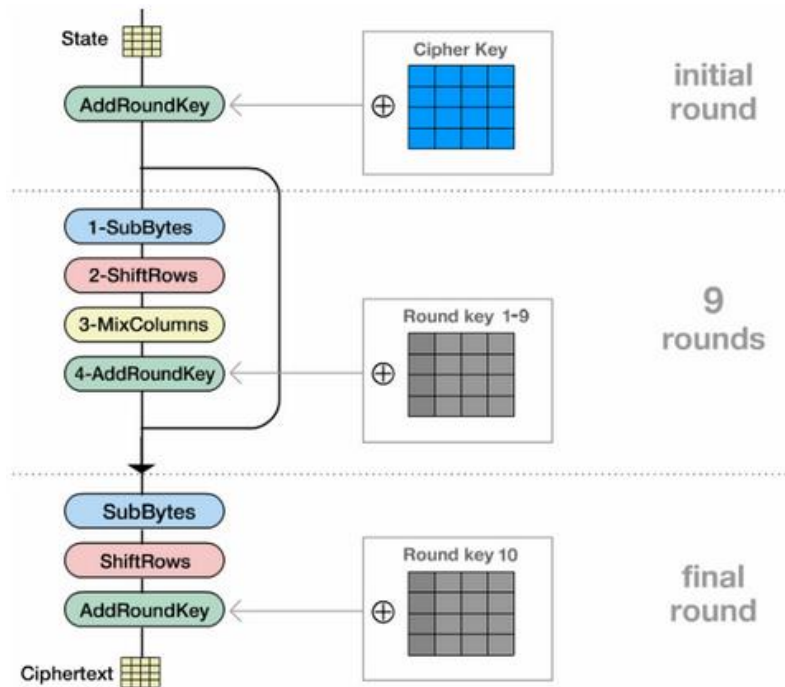 State
Cipher Key
initial
round
AddRoundKey
⊕
1-SubBytes
2-ShiftRows
3-MixColumns
4-AddRoundKey
Round key 1-9
⊕
9
rounds
SubBytes
ShiftRows
AddRoundKey
Round key 10
⊕
final
round
Ciphertext